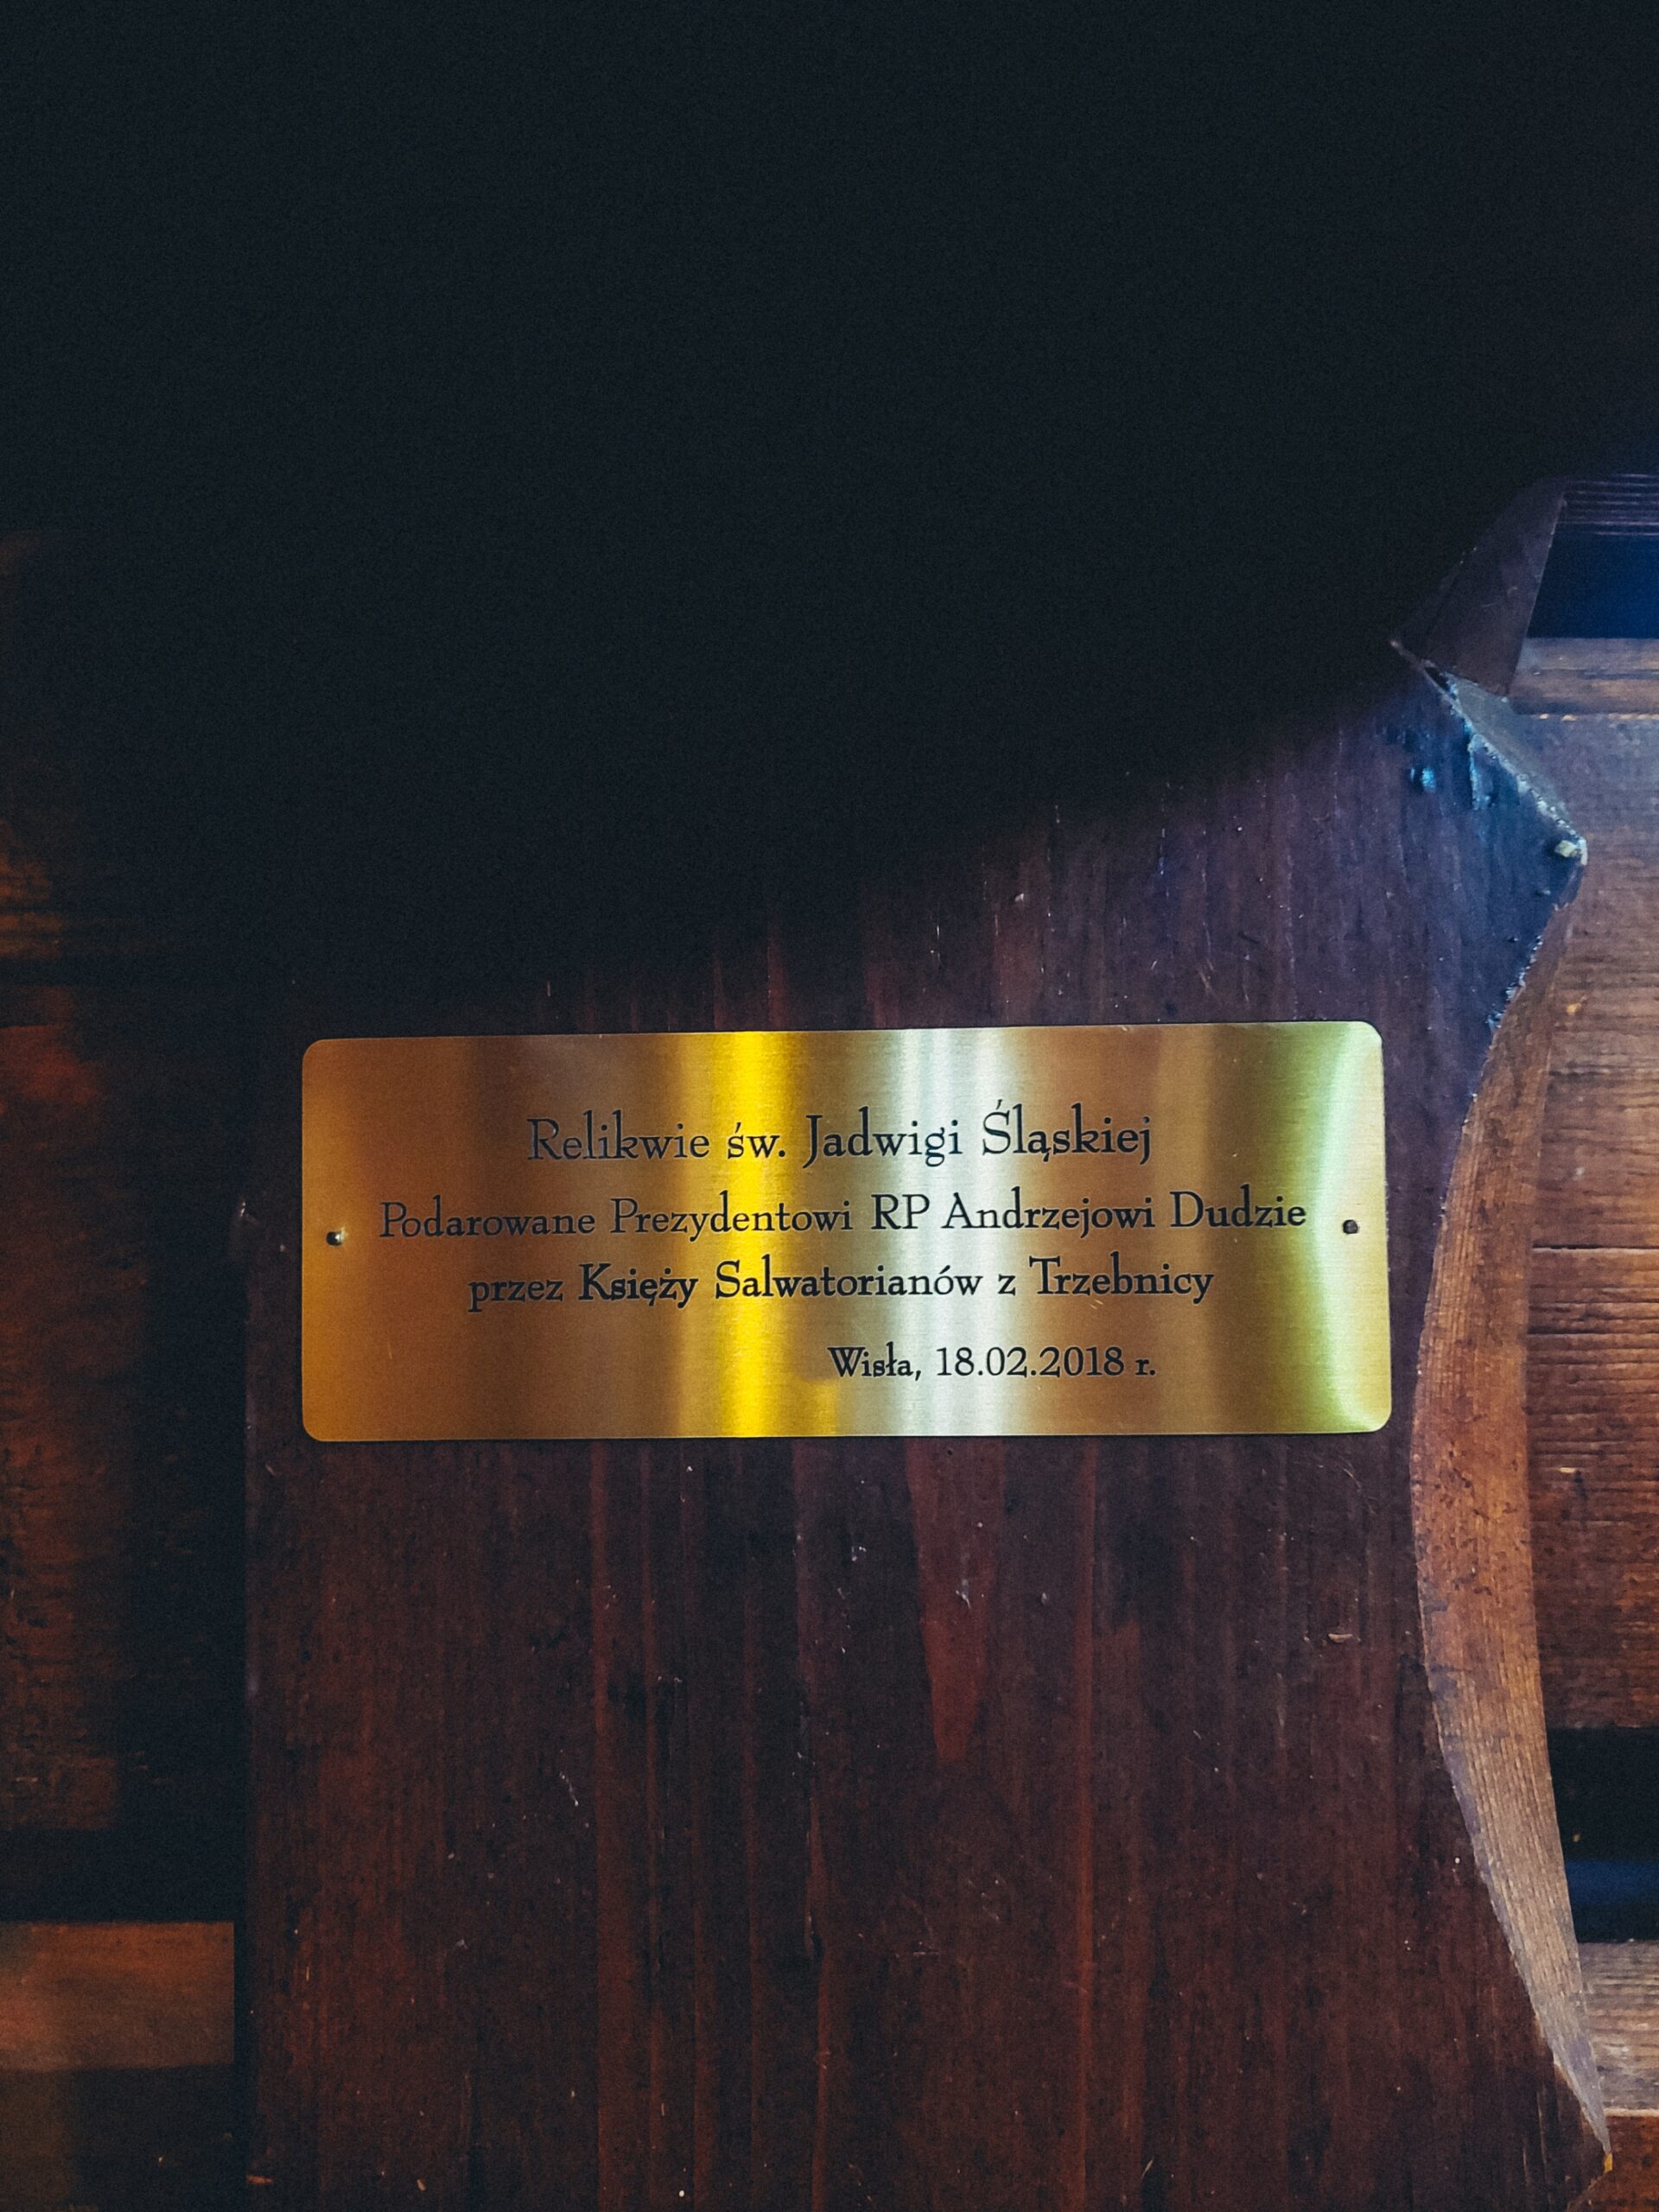 Relikwie św. Jadwigi Śląskiej
Podarowane Prezydentowi RP Andrzejowi Dudzie
przez Księży Salwatorianów z Trzebnicy
Wisła, 18.02.2018 r.